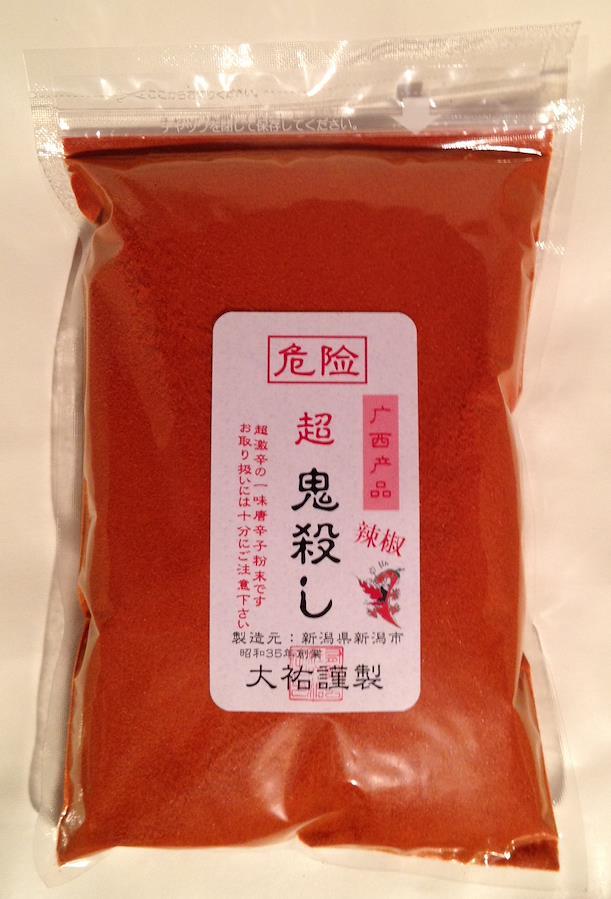 チャックを閉じて保存してください。
危险
广西产品
超 鬼殺し
辣椒
超激辛の一味唐辛子粉末です
お取り扱いには十分にご注意下さい
製造元：新潟県新潟市
昭和35年創業
大祐謹製